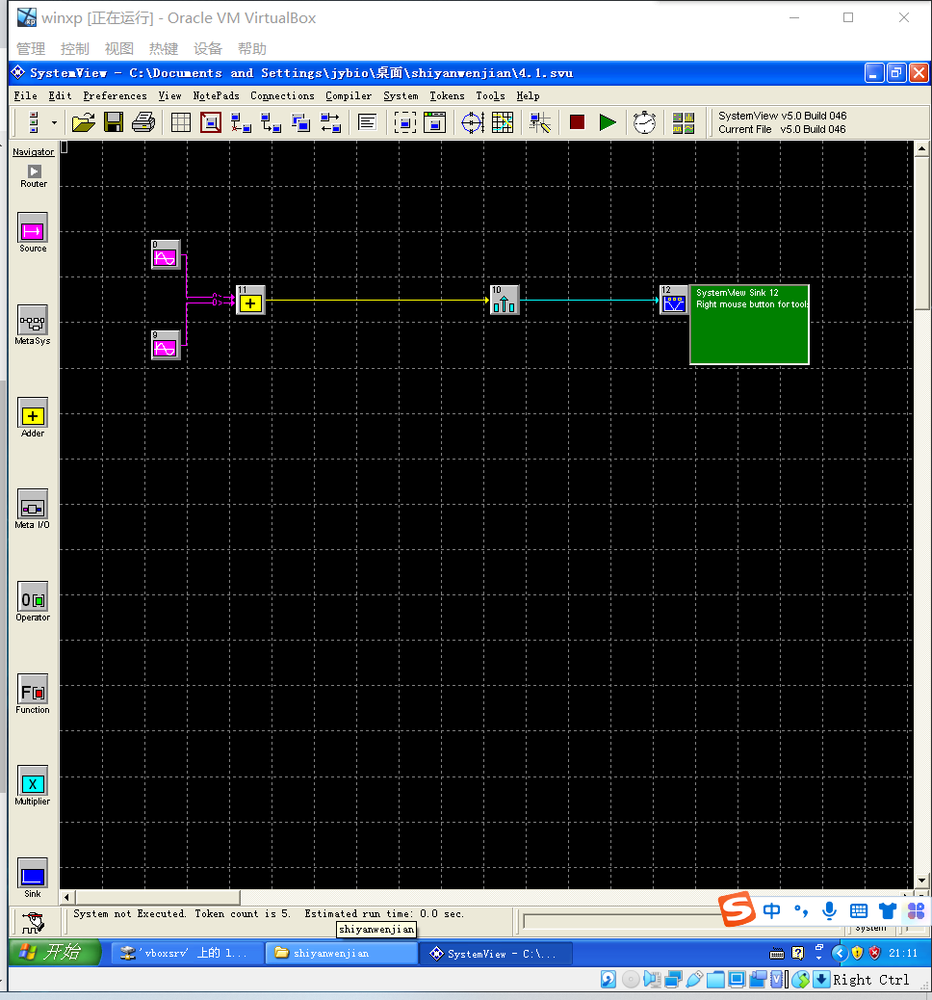 winxp [正在运行] - Oracle VM VirtualBox
管理 控制 视图 热键 设备 帮助
SystemView - C:\Documents and Settings\jybio\桌面\shiyanwenjian\4.1.svu
File Edit Preferences View NotePads Connections Compiler System Tokens Tools Help
SystemView v5.0 Build 046
Current File v5.0 Build 046
Navigator
Router
Source
MetaSys
Adder
Meta I/O
Operator
Function
Multiplier
Sink
0
9
11
10
12
SystemView Sink 12
Right mouse button for tools
System not Executed. Token count is 5. Estimated run time: 0.0 sec.
shiyanwenjian
中
System
开始
'vboxsrv' 上的 l...
shiyanwenjian
SystemView - C:\...
21:11
Right Ctrl